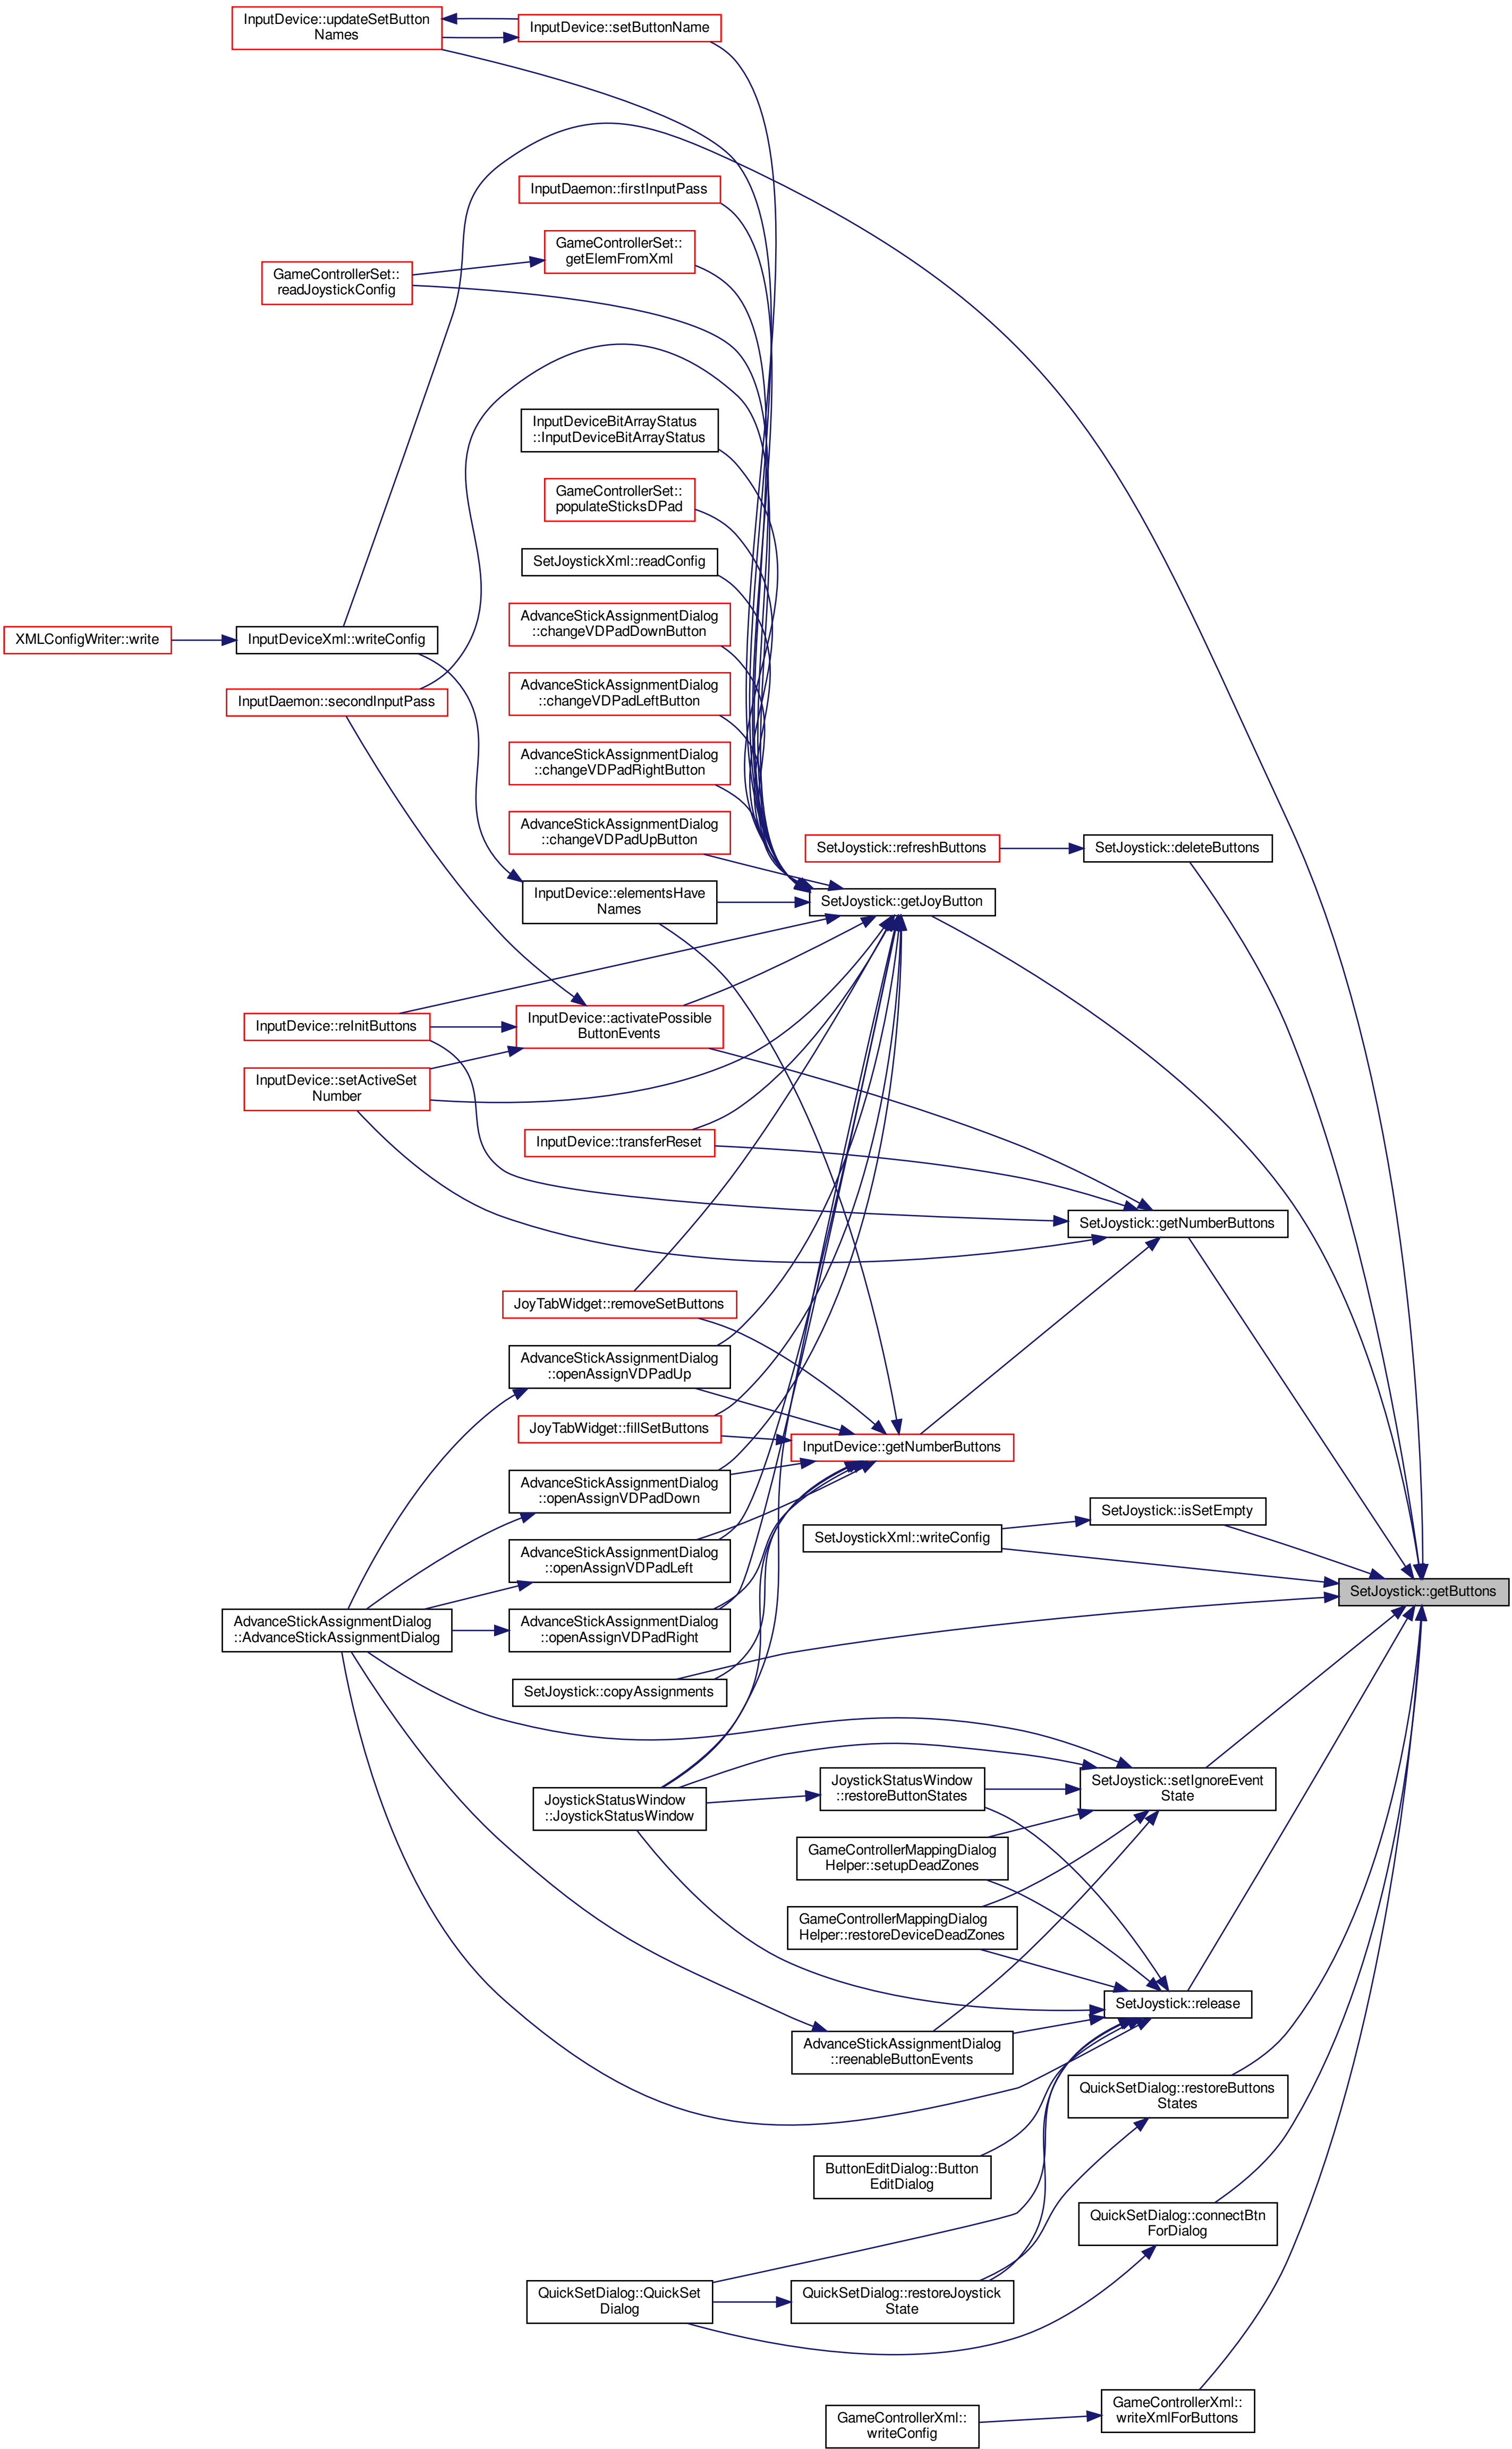 InputDevice::updateSetButton
Names
InputDevice::setButtonName
InputDaemon::firstInputPass
GameControllerSet::
getElemFromXml
GameControllerSet::
readJoystickConfig
InputDeviceBitArrayStatus
::InputDeviceBitArrayStatus
GameControllerSet::
populateSticksDPad
SetJoystickXml::readConfig
AdvanceStickAssignmentDialog
::changeVDPadDownButton
XMLConfigWriter::write
InputDeviceXml::writeConfig
AdvanceStickAssignmentDialog
::changeVDPadLeftButton
InputDaemon::secondInputPass
AdvanceStickAssignmentDialog
::changeVDPadRightButton
AdvanceStickAssignmentDialog
::changeVDPadUpButton
SetJoystick::refreshButtons
SetJoystick::deleteButtons
InputDevice::elementsHave
Names
SetJoystick::getJoyButton
InputDevice::reInitButtons
InputDevice::activatePossible
ButtonEvents
InputDevice::setActiveSet
Number
InputDevice::transferReset
SetJoystick::getNumberButtons
JoyTabWidget::removeSetButtons
AdvanceStickAssignmentDialog
::openAssignVDPadUp
JoyTabWidget::fillSetButtons
InputDevice::getNumberButtons
AdvanceStickAssignmentDialog
::openAssignVDPadDown
SetJoystick::isSetEmpty
SetJoystickXml::writeConfig
AdvanceStickAssignmentDialog
::openAssignVDPadLeft
SetJoystick::getButtons
AdvanceStickAssignmentDialog
::AdvanceStickAssignmentDialog
AdvanceStickAssignmentDialog
::openAssignVDPadRight
SetJoystick::copyAssignments
JoystickStatusWindow
::JoystickStatusWindow
JoystickStatusWindow
::restoreButtonStates
SetJoystick::setIgnoreEvent
State
GameControllerMappingDialog
Helper::setupDeadZones
GameControllerMappingDialog
Helper::restoreDeviceDeadZones
SetJoystick::release
AdvanceStickAssignmentDialog
::reenableButtonEvents
QuickSetDialog::restoreButtons
States
ButtonEditDialog::Button
EditDialog
QuickSetDialog::connectBtn
ForDialog
QuickSetDialog::QuickSet
Dialog
QuickSetDialog::restoreJoystick
State
GameControllerXml::
writeConfig
GameControllerXml::
writeXmlForButtons